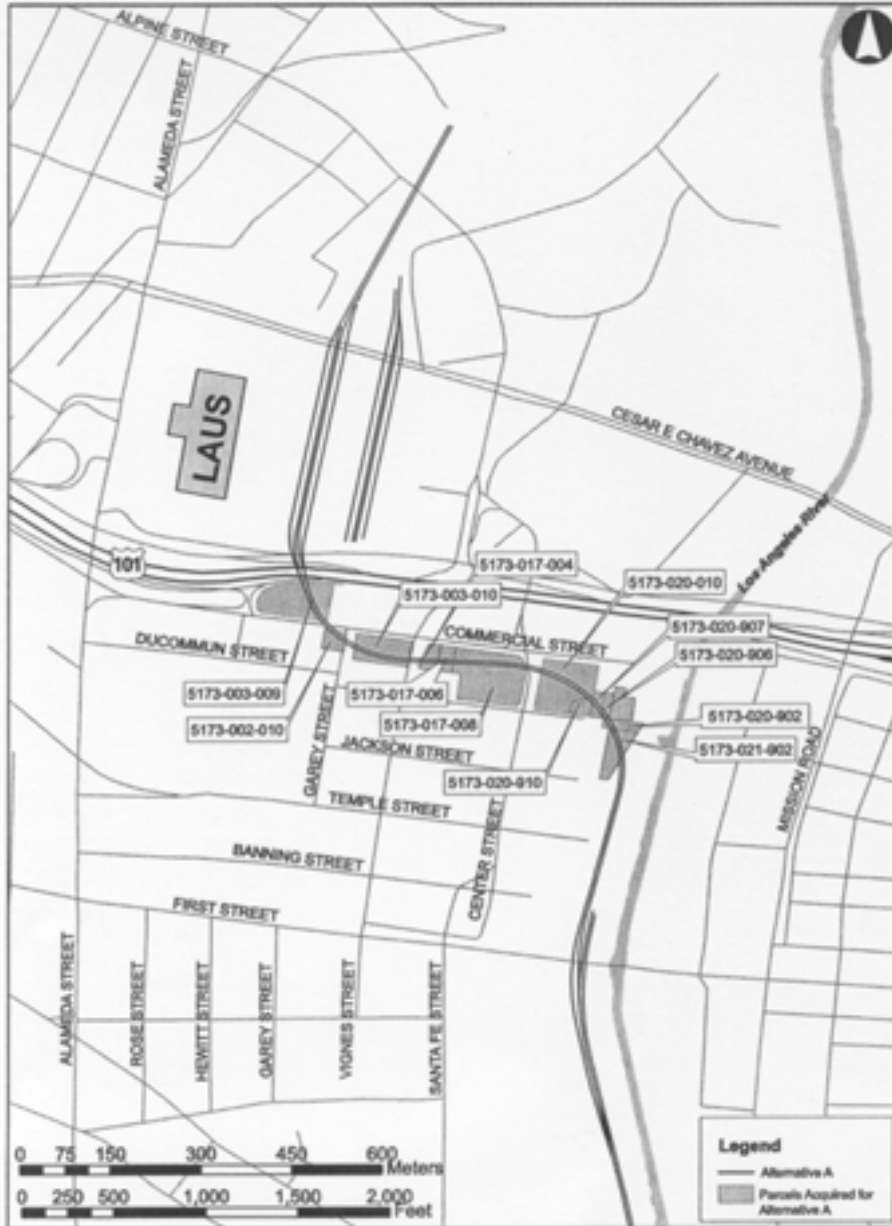 ALPINE STREET
ALAMEDA STREET
CESAR E CHAVEZ AVENUE
LAUS
Los Angeles River
101
5173-017-004
5173-003-010
5173-020-010
COMMERCIAL STREET
5173-020-907
DUCOMMUN STREET
5173-020-906
5173-003-009
5173-017-006
5173-020-902
5173-002-010
5173-017-008
5173-021-902
GAREY STREET
JACKSON STREET
5173-020-910
MISSION ROAD
TEMPLE STREET
BANNING STREET
CENTER STREET
FIRST STREET
ALAMEDA STREET
ROSE STREET
HEWITT STREET
GAREY STREET
VIGNES STREET
SANTA FE STREET
0 75 150 300 450 600
Meters
0 250 500 1,000 1,500 2,000
Feet
Legend
Alternative A
Parcels Acquired for
Alternative A